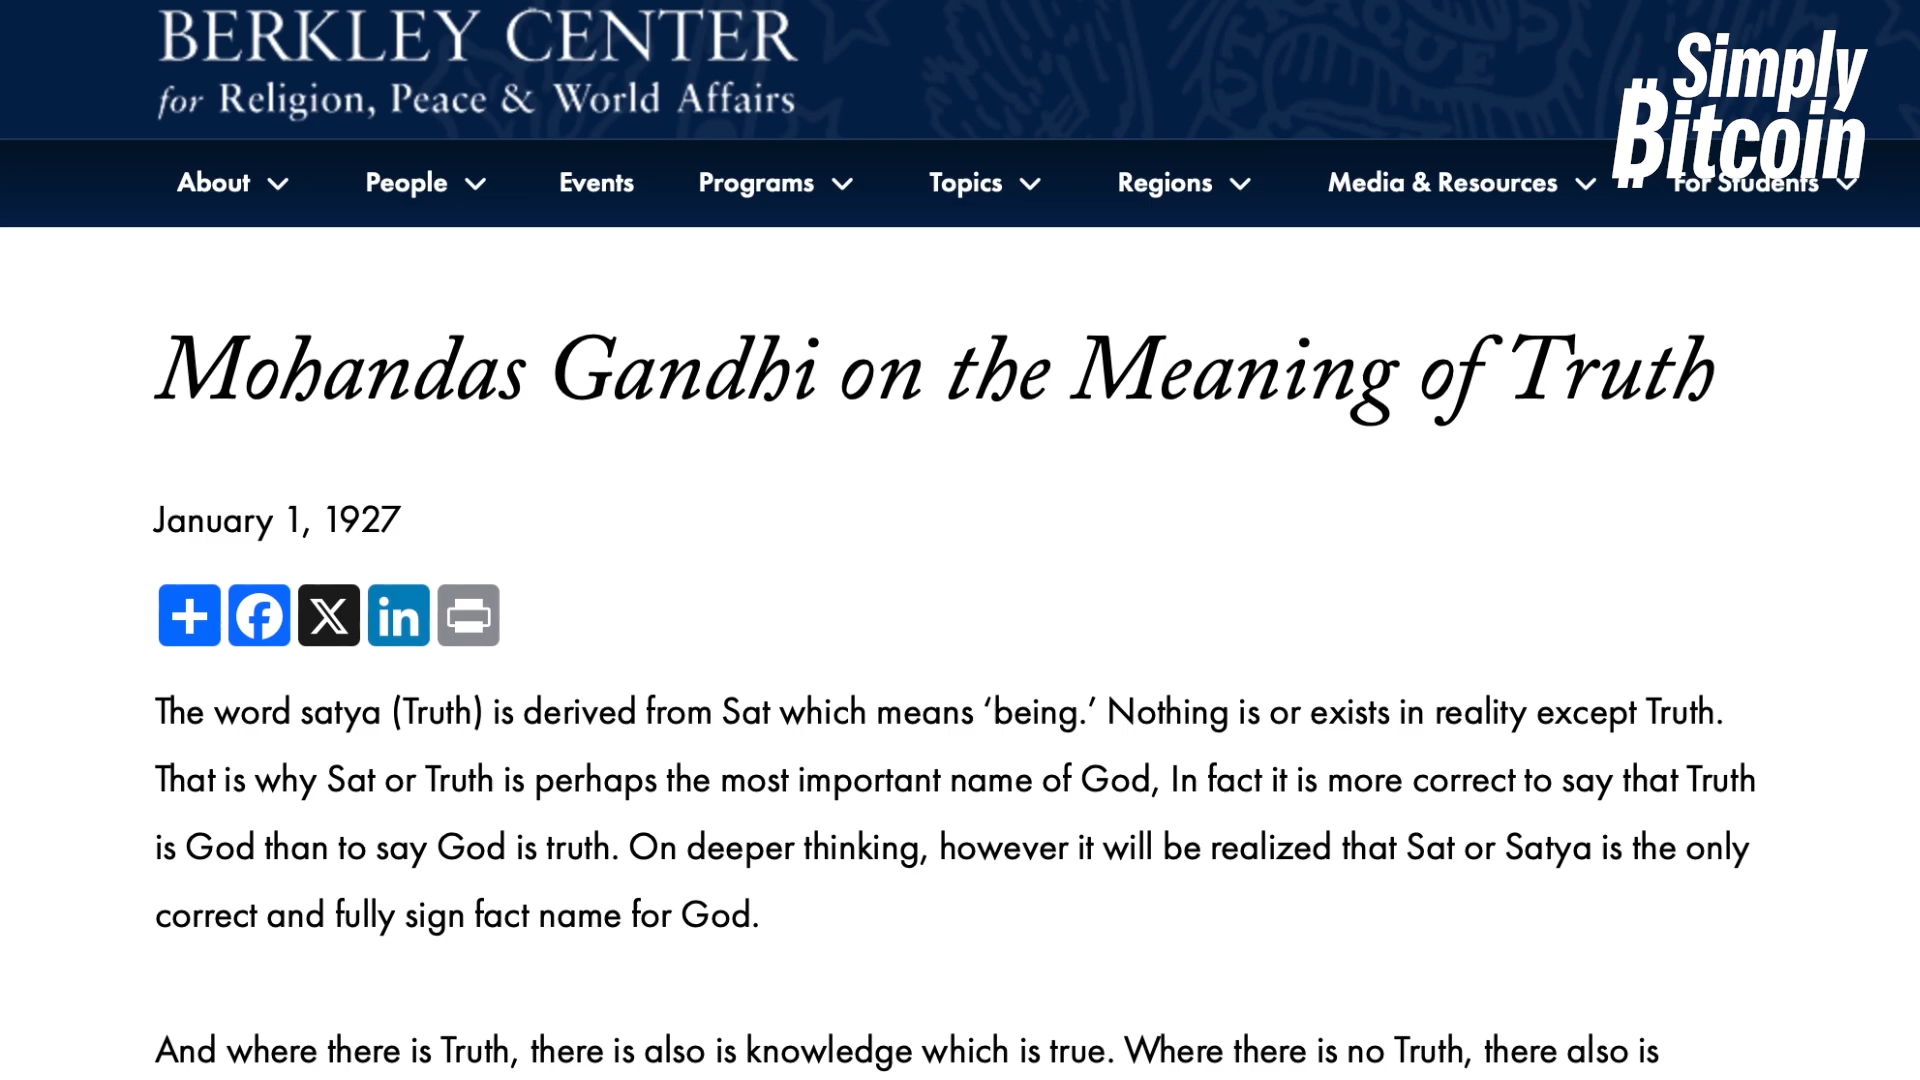 BERKLEY CENTER
for Religion, Peace & World Affairs
Simply
Bitcoin
About People Events Programs Topics Regions Media & Resources For Students
Mohandas Gandhi on the Meaning of Truth
January 1, 1927
The word satya (Truth) is derived from Sat which means ‘being.’ Nothing is or exists in reality except Truth.
That is why Sat or Truth is perhaps the most important name of God, In fact it is more correct to say that Truth
is God than to say God is truth. On deeper thinking, however it will be realized that Sat or Satya is the only
correct and fully sign fact name for God.
And where there is Truth, there is also is knowledge which is true. Where there is no Truth, there also is